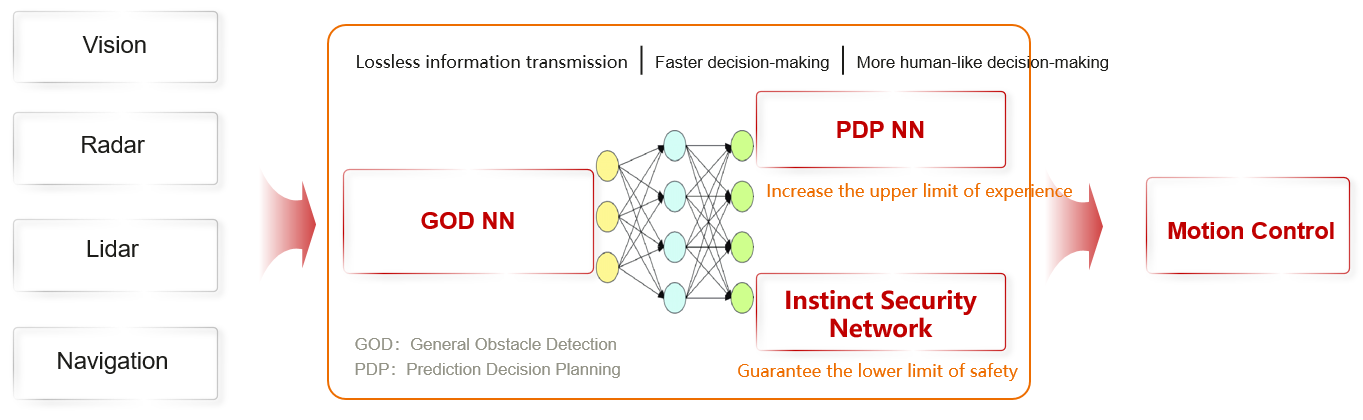 Vision
Radar
Lidar
Navigation
Lossless information transmission
Faster decision-making
More human-like decision-making
GOD NN
PDP NN
Increase the upper limit of experience
Instinct Security
Network
Guarantee the lower limit of safety
GOD：General Obstacle Detection
PDP：Prediction Decision Planning
Motion Control